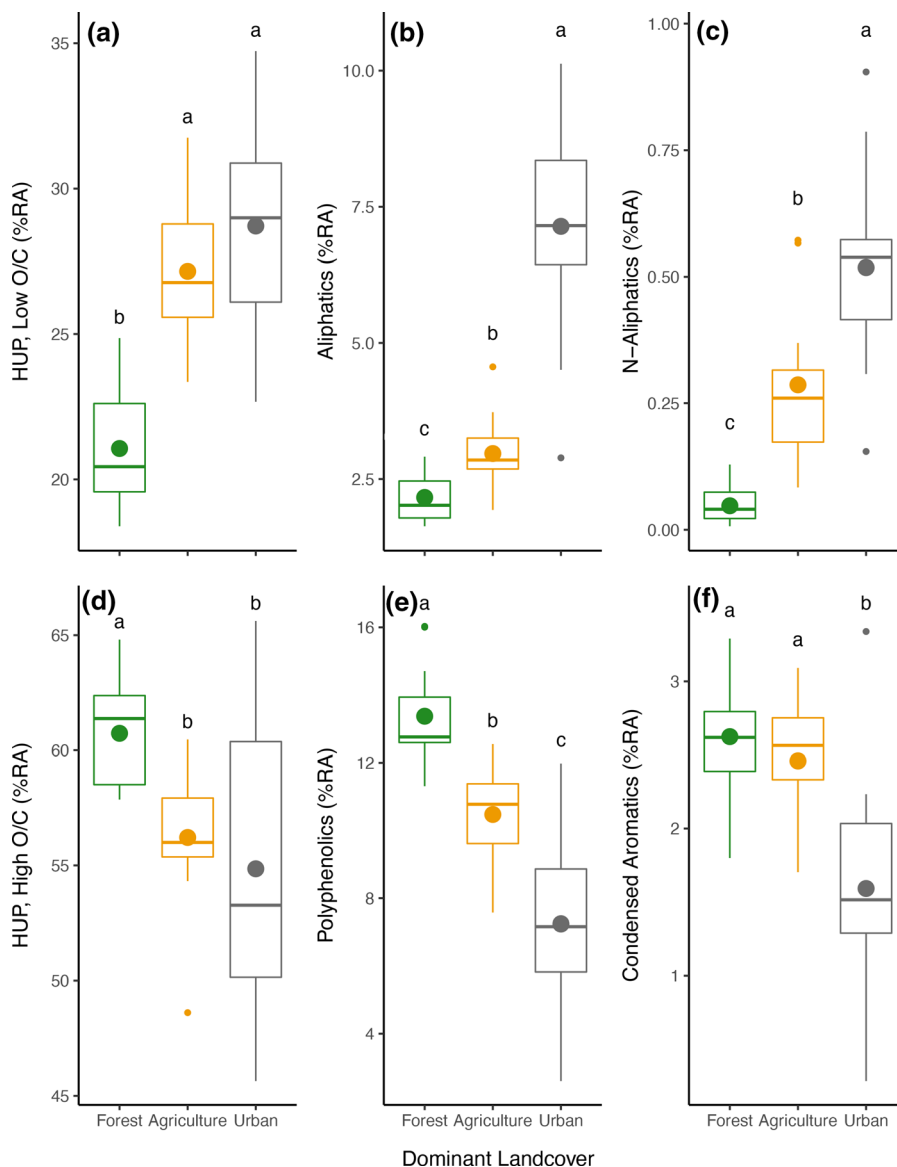 (a)
a
a
b
HUP, Low O/C (%RA)
35
30
25
20
(b)
a
b
c
Aliphatics (%RA)
10.0
7.5
5.0
2.5
(c)
a
b
c
N−Aliphatics (%RA)
1.00
0.75
0.50
0.25
0.00
(d)
a
b
b
HUP, High O/C (%RA)
65
60
55
50
45
Forest Agriculture Urban
(e)
a
b
c
Polyphenolics (%RA)
16
12
8
4
Forest Agriculture Urban
(f)
a
a
b
Condensed Aromatics (%RA)
3
2
1
Forest Agriculture Urban
Dominant Landcover